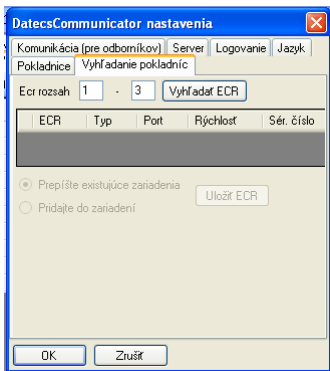 DatecsCommunicator nastavenia
Komunikácia (pre odborníkov) Server Logovanie Jazyk
Pokladnice Vyhľadanie pokladníc
Ecr rozsah 1 - 3 Vyhľadať ECR
ECR Typ Port Rýchlosť Sér. číslo
Prepíšte existujúce zariadenia
Uložiť ECR
Pridajte do zariadení
OK Zrušiť